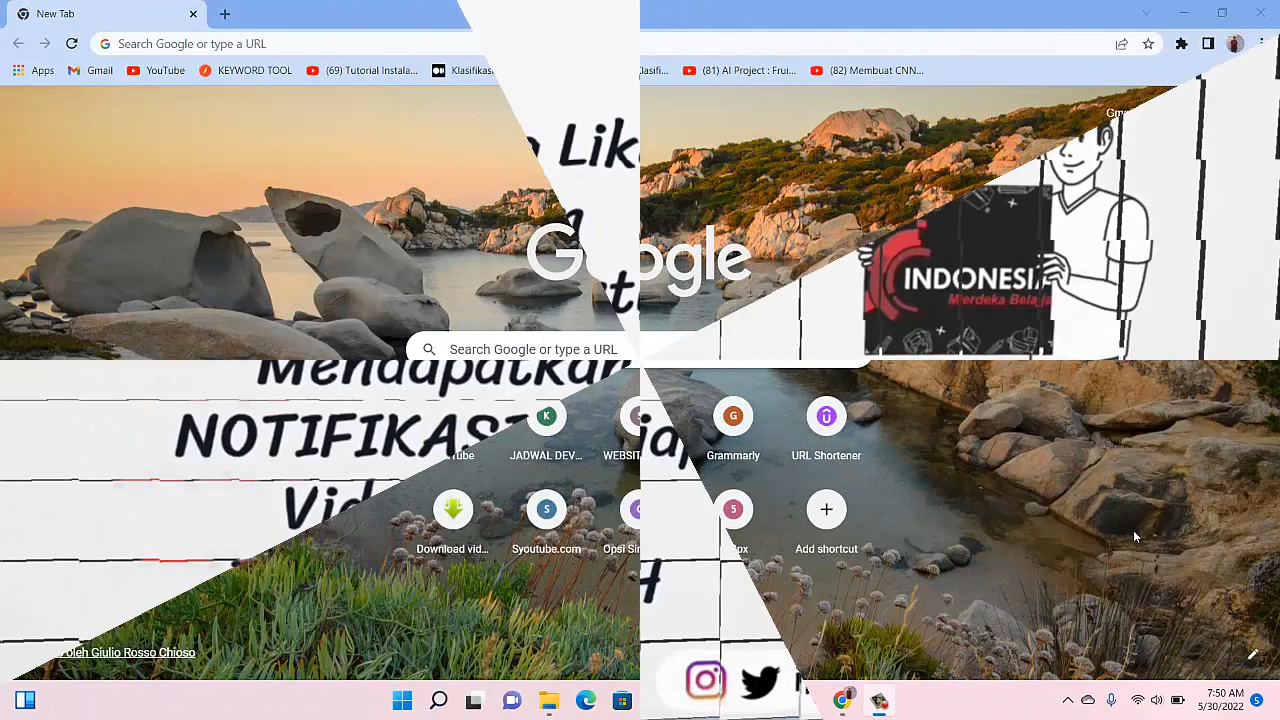 New Tab
Search Google or type a URL
Apps
Gmail
YouTube
KEYWORD TOOL
(69) Tutorial Instala...
(81) AI Project : Frui...
(82) Membuat CNN...
Google
INDONESIA
Merdeka Belaja
Search Google or type a URL
Mendapatkan
NOTIFIKASI
JADWAL DEV...
Grammarly
URL Shortener
Download vid...
Syoutube.com
Add shortcut
oleh Giulio Rosso Chioso
7:50 AM
5/30/2022
5